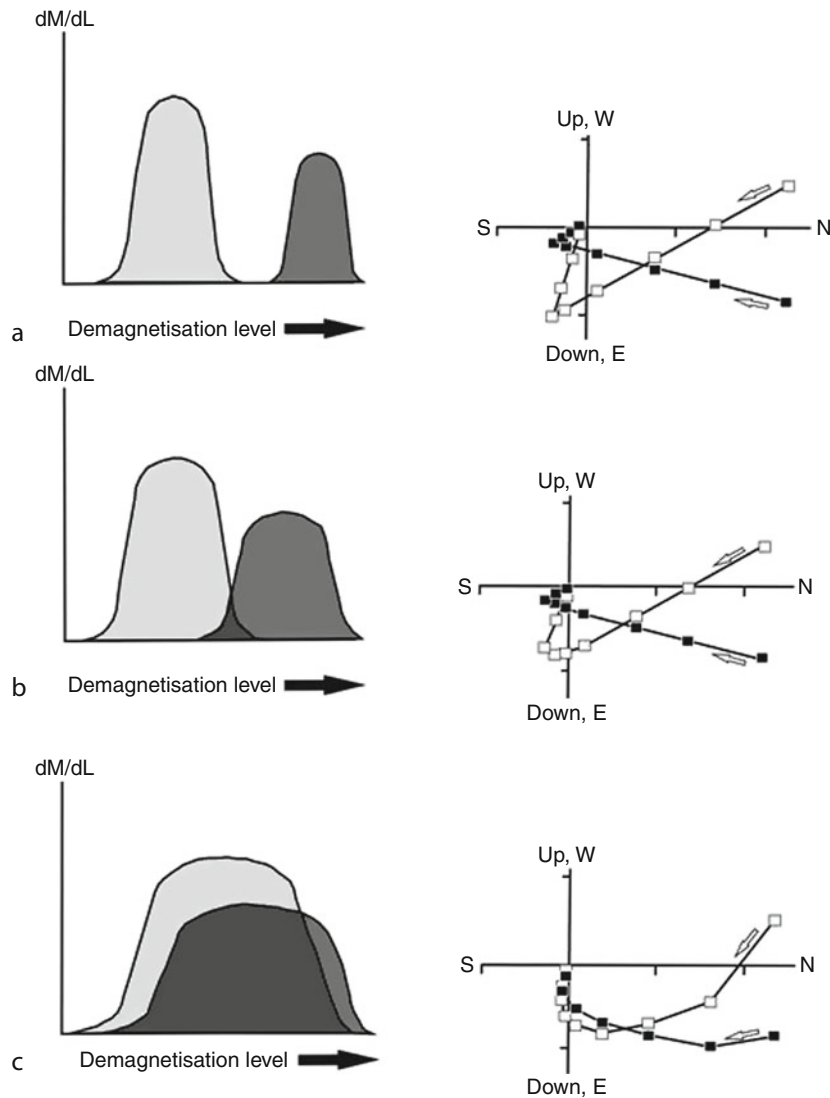 dM/dL
Up, W
S
N
a
Demagnetisation level
Down, E
dM/dL
Up, W
S
N
b
Demagnetisation level
Down, E
dM/dL
Up, W
S
N
c
Demagnetisation level
Down, E